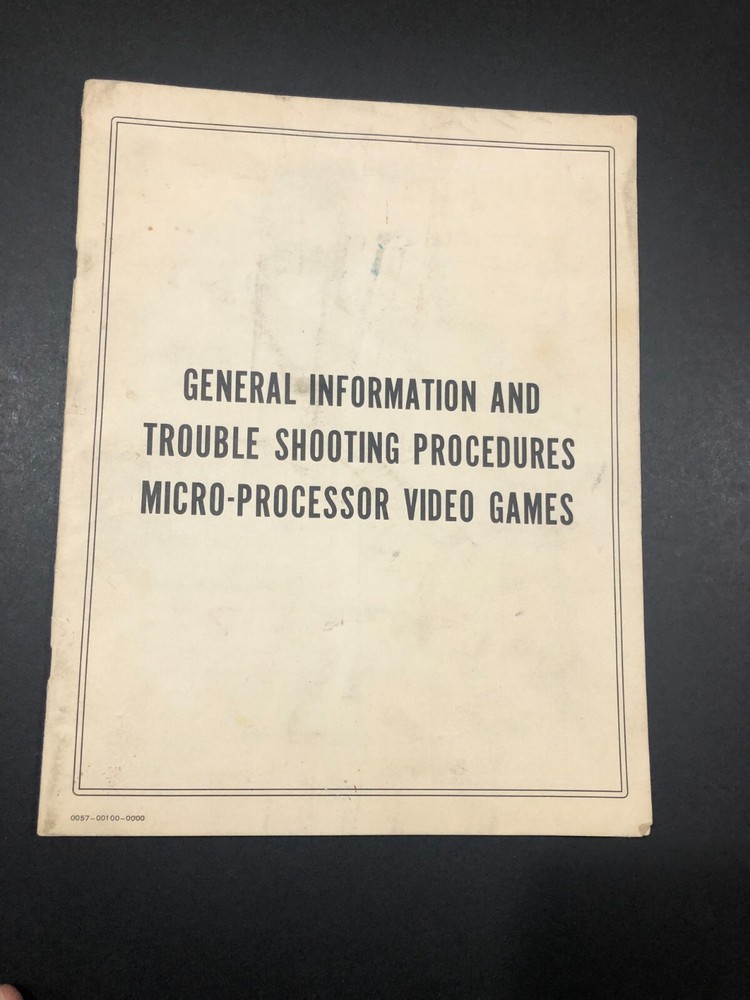 GENERAL INFORMATION AND
TROUBLE SHOOTING PROCEDURES
MICRO-PROCESSOR VIDEO GAMES
0057-00100-0000